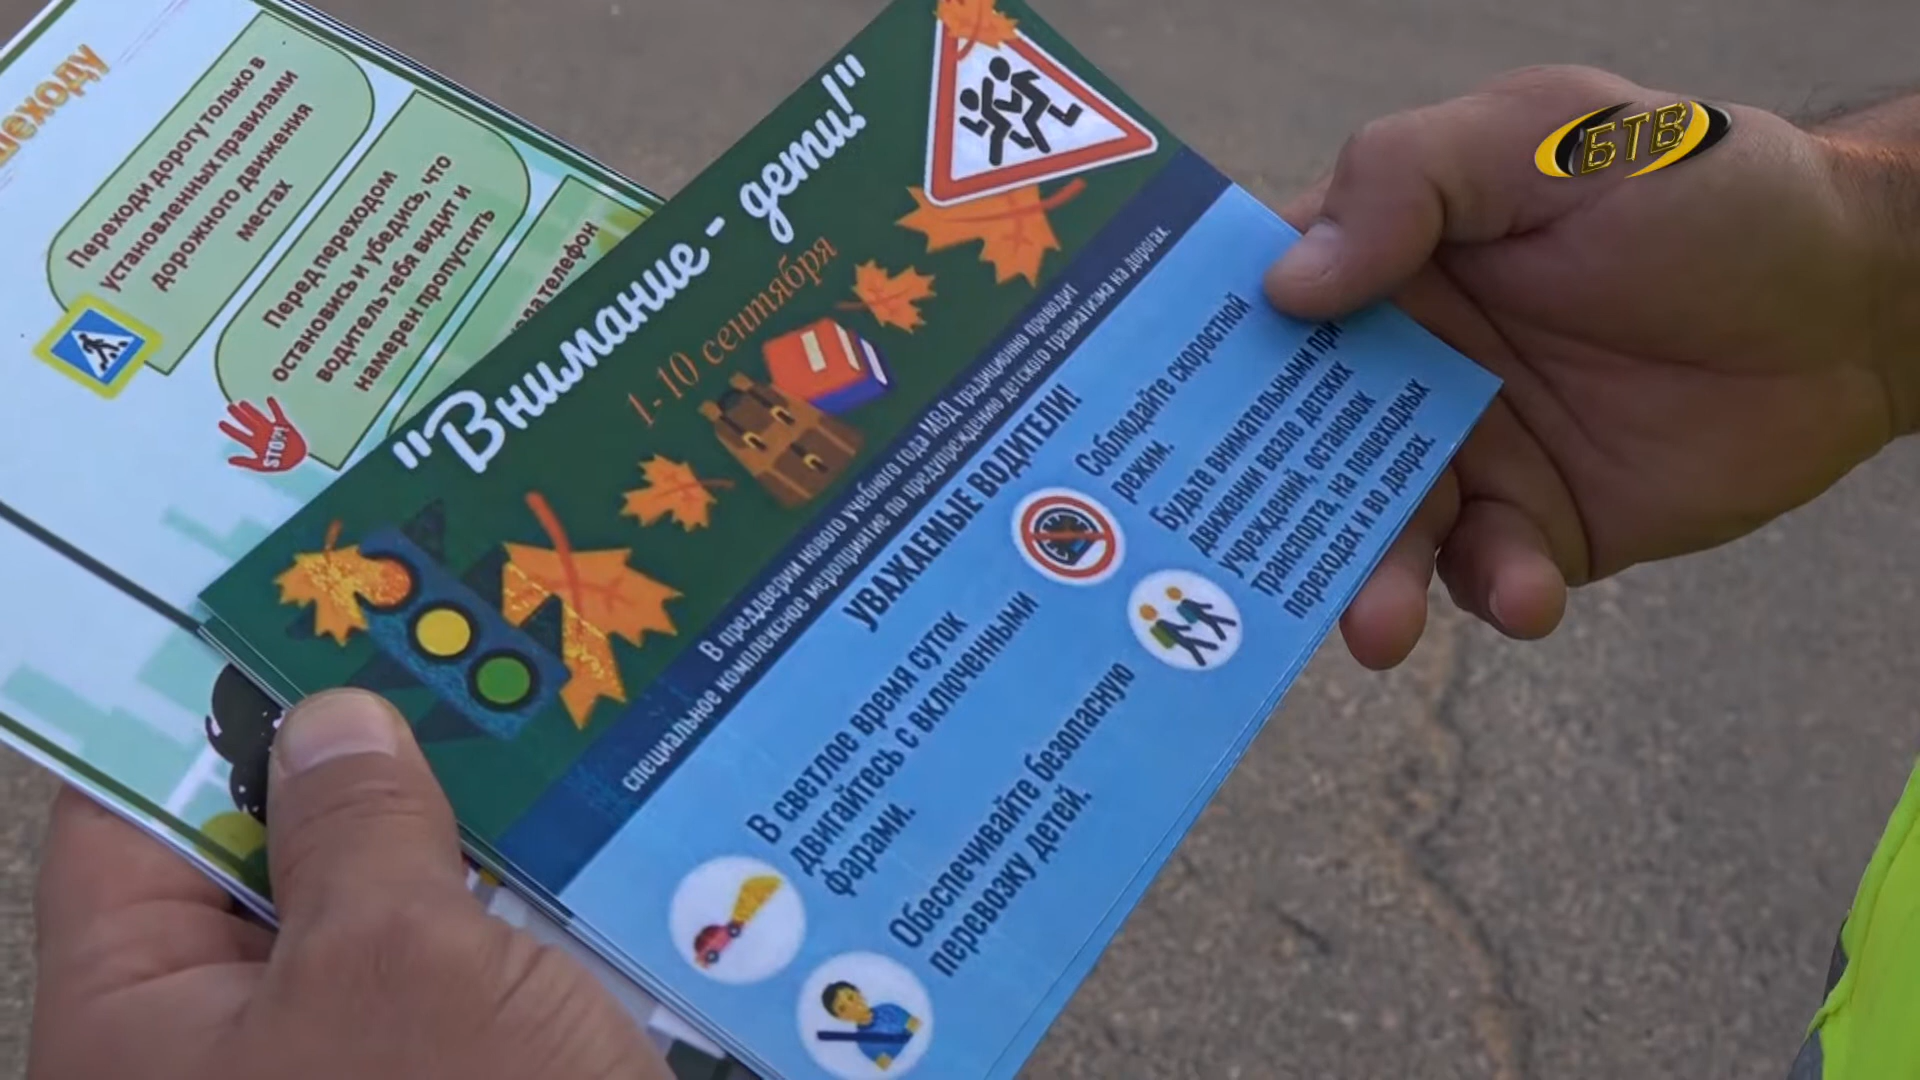 БТВ
Переходи дорогу только в
установленных правилами
дорожного движения
местах
Перед переходом
остановись и убедись, что
водитель тебя видит и
намерен пропустить
телефон
STOP!
"Внимание - дети!"
1-10 сентября
В преддверии нового учебного года МВД традиционно проводит
специальное комплексное мероприятие по предупреждению детского травматизма на дорогах.
УВАЖАЕМЫЕ ВОДИТЕЛИ!
В светлое время суток
двигайтесь с включенными
фарами.
Обеспечивайте безопасную
перевозку детей.
Соблюдайте скоростной
режим.
Будьте внимательными при
движении возле детских
учреждений, остановок
транспорта, на пешеходных
переходах и во дворах.